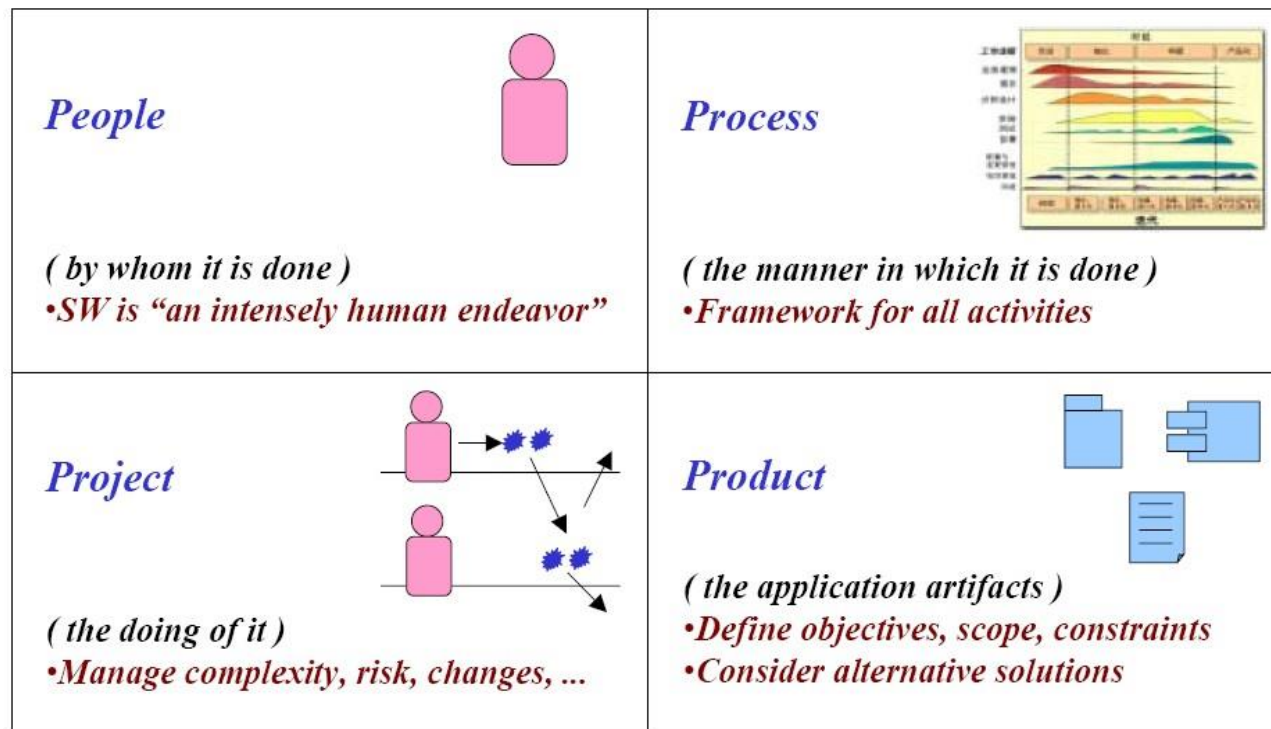 People
( by whom it is done )
•SW is “an intensely human endeavor”
Process
( the manner in which it is done )
•Framework for all activities
Project
( the doing of it )
•Manage complexity, risk, changes, ...
Product
( the application artifacts )
•Define objectives, scope, constraints
•Consider alternative solutions